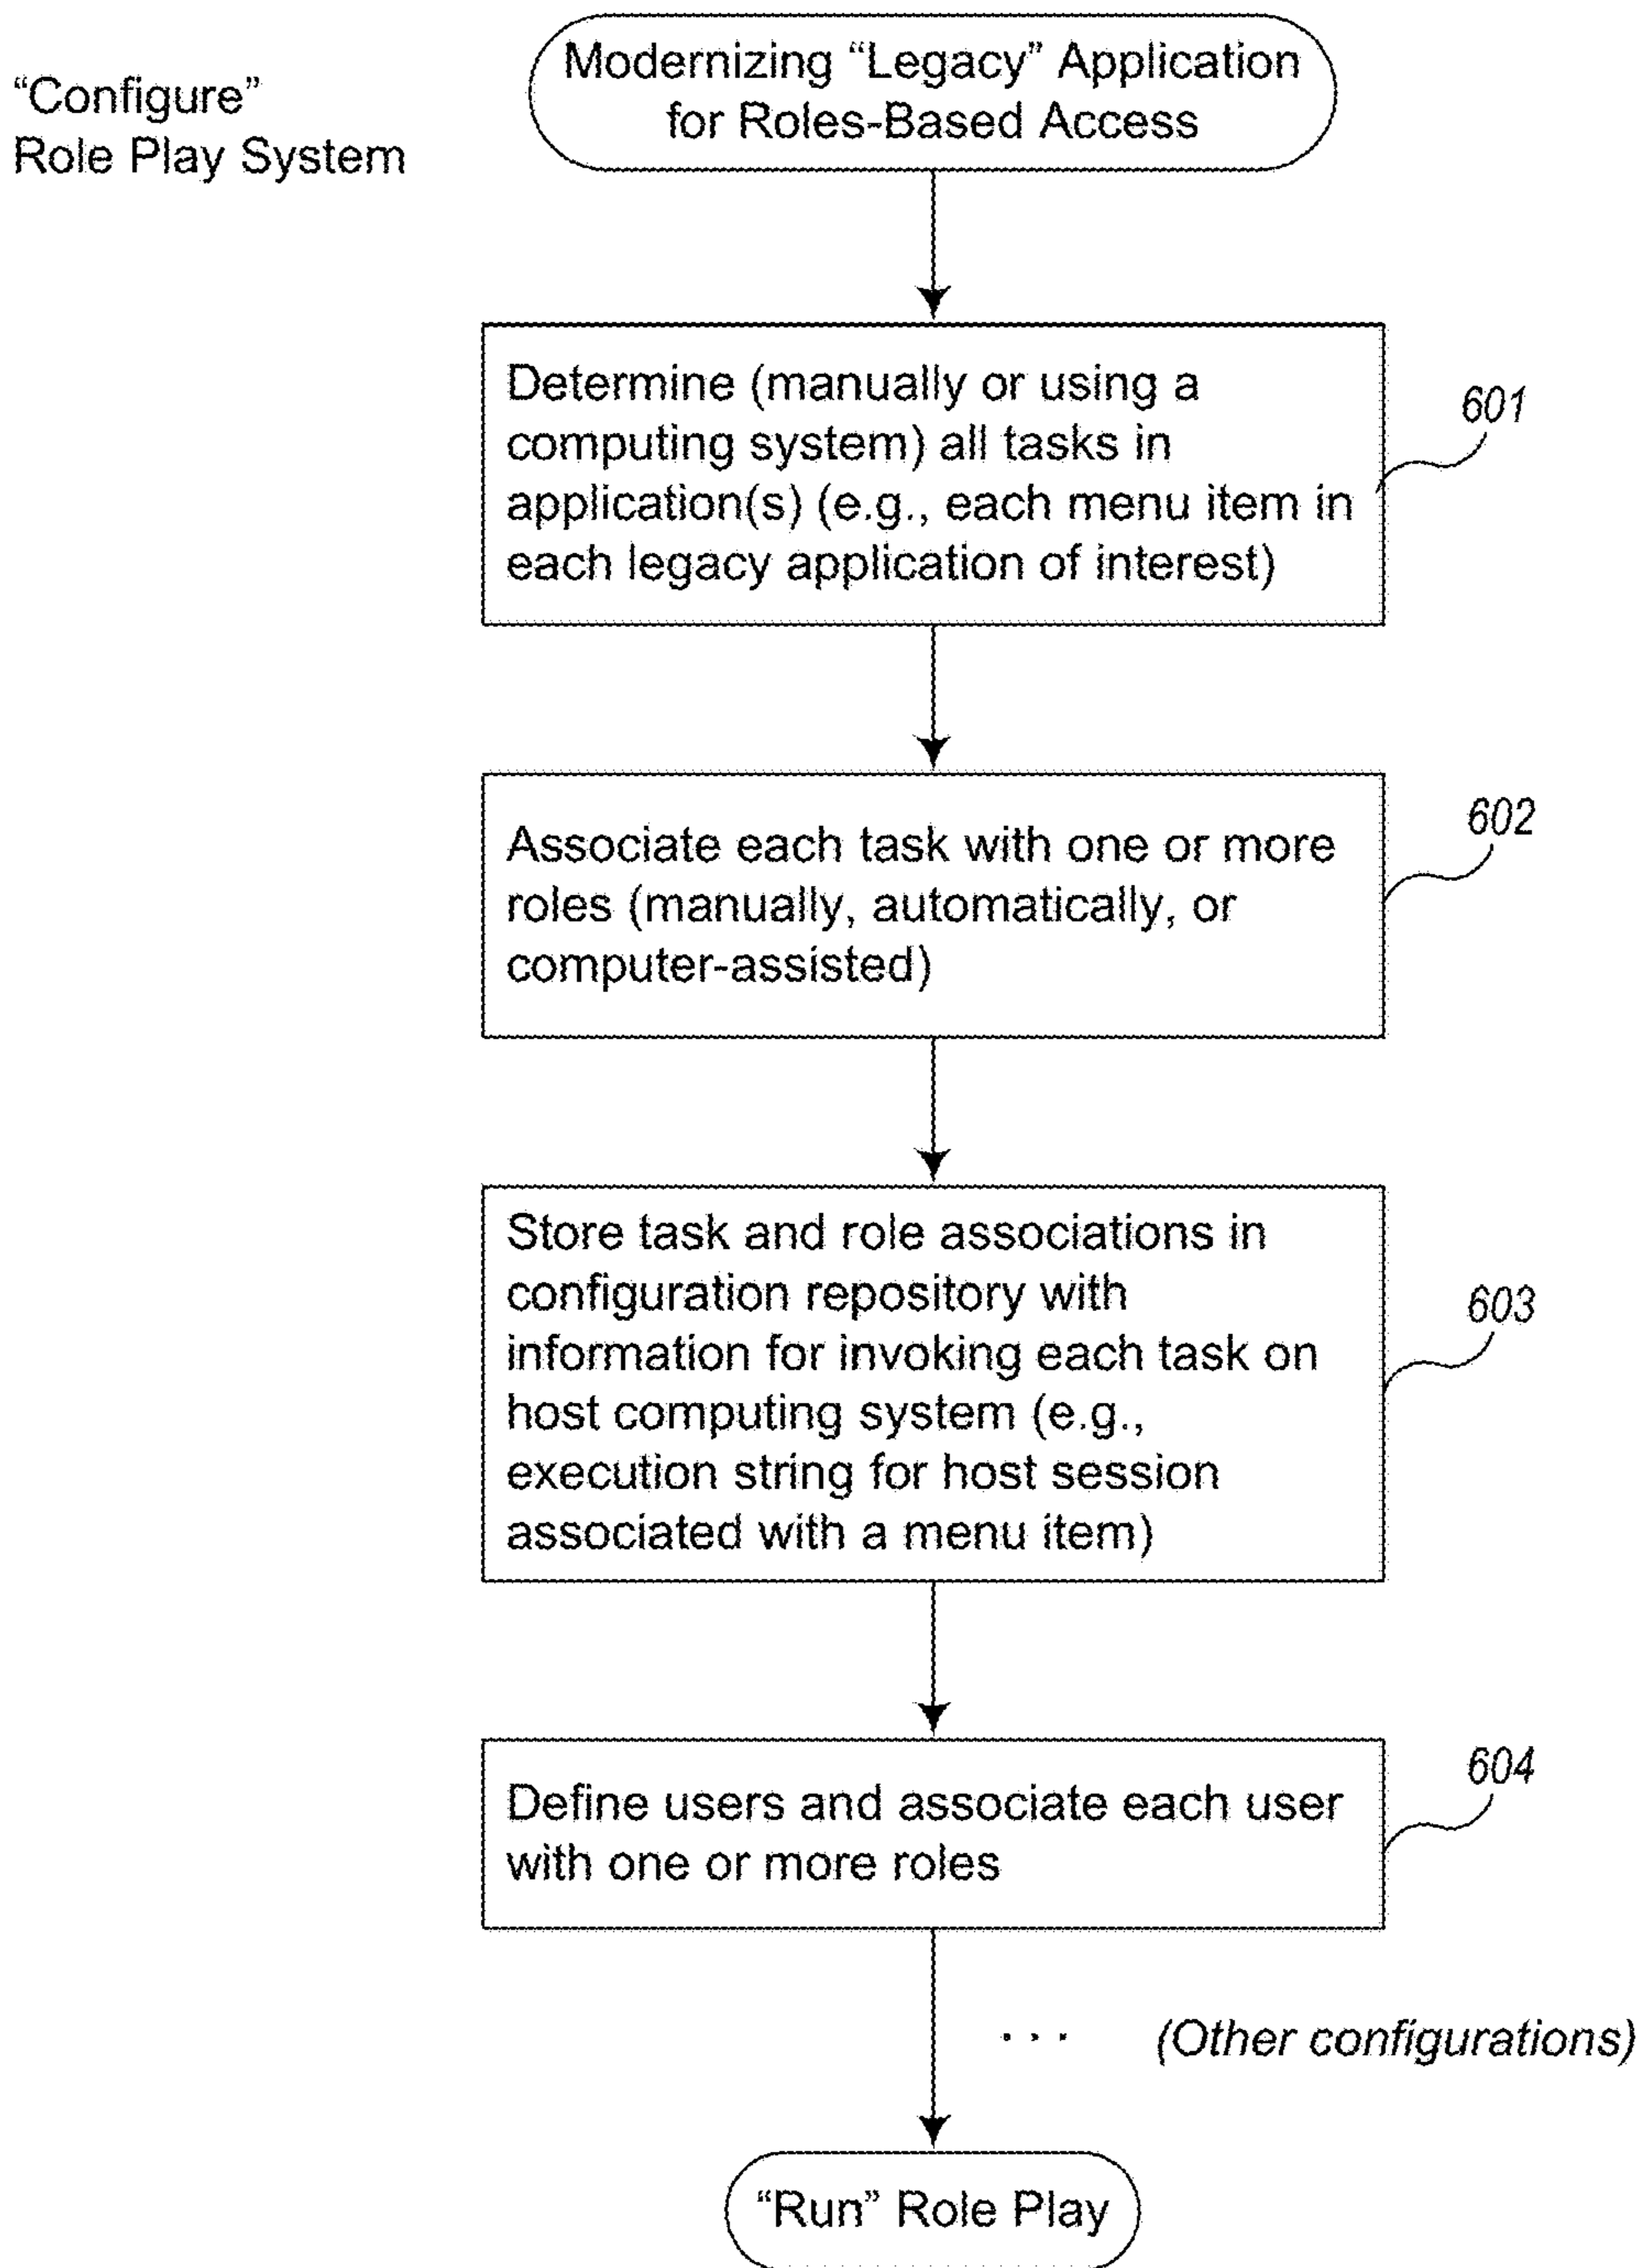 “Configure”
Role Play System
Modernizing “Legacy” Application
for Roles-Based Access
Determine (manually or using a
computing system) all tasks in
application(s) (e.g., each menu item in
each legacy application of interest)
601
Associate each task with one or more
roles (manually, automatically, or
computer-assisted)
602
Store task and role associations in
configuration repository with
information for invoking each task on
host computing system (e.g.,
execution string for host session
associated with a menu item)
603
Define users and associate each user
with one or more roles
604
... (Other configurations)
“Run” Role Play